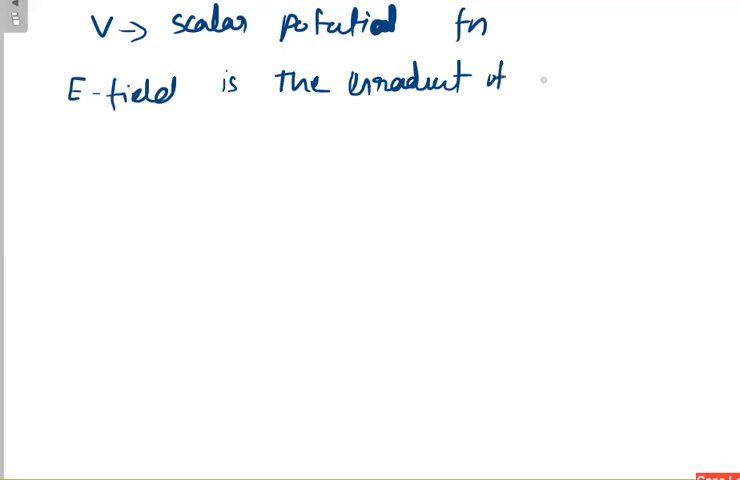 V → scalar potential fn
E-field is the gradient of